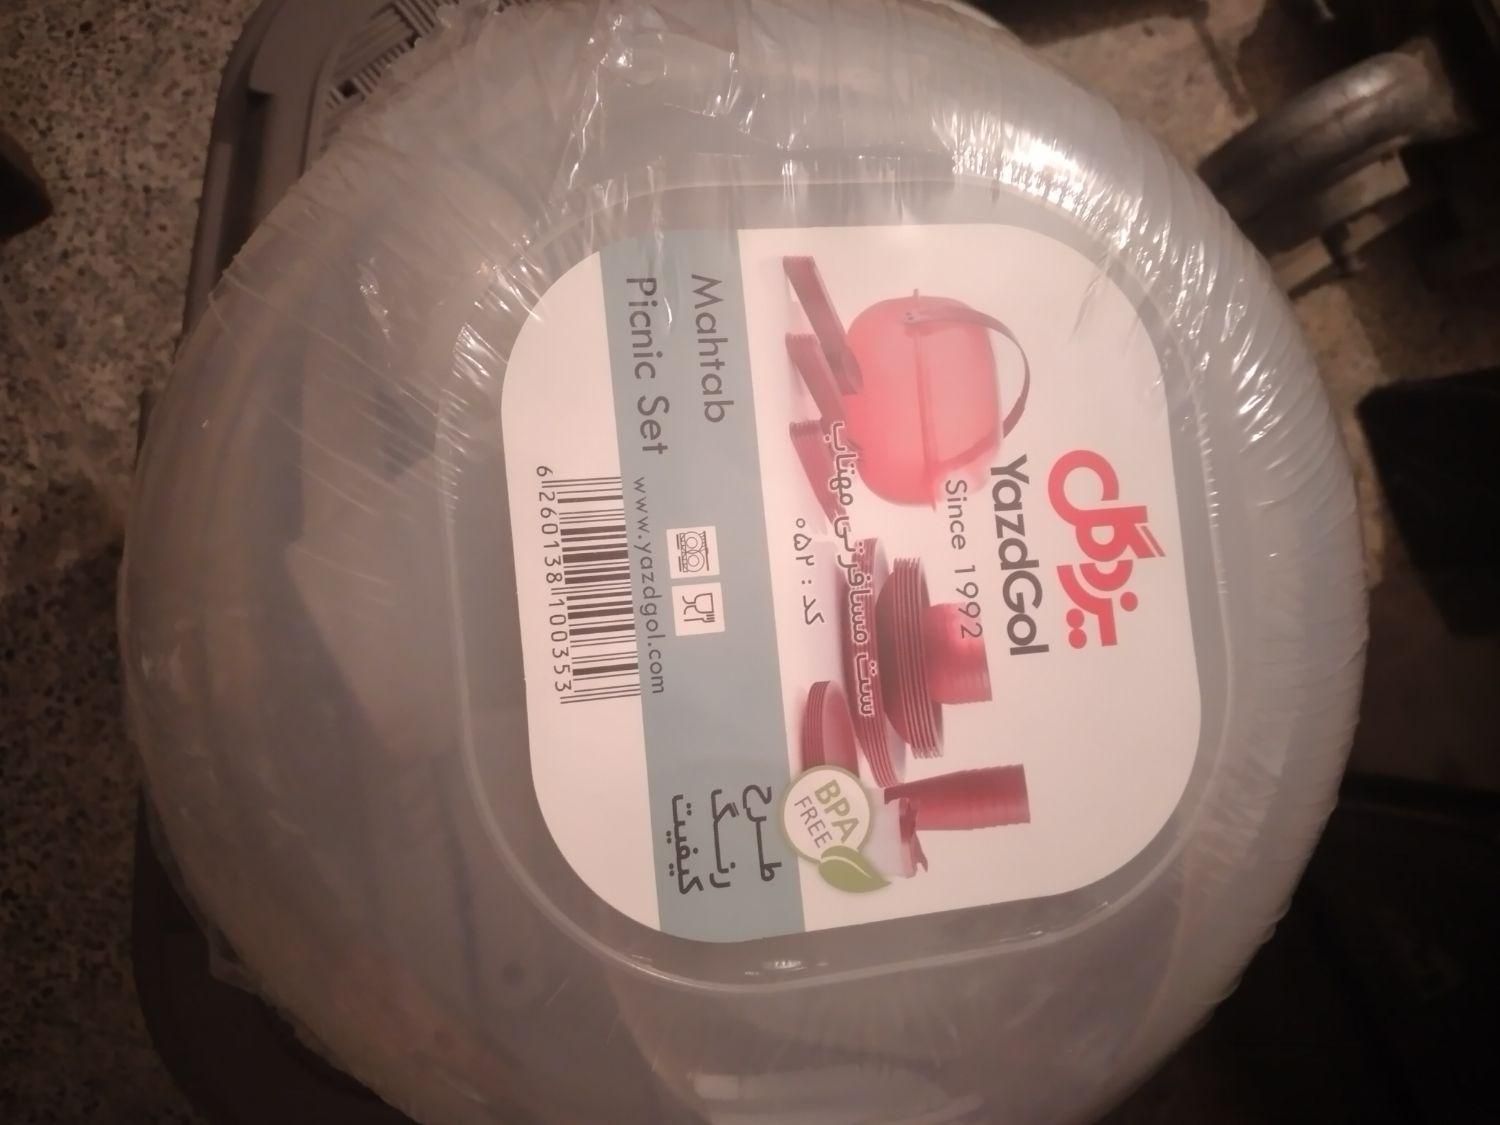 یزدگل
YazdGol
Since 1992
ست مسافرتی مهتاب
کد : ۰۵۲
BPA
FREE
Mahtab
Picnic Set
www.yazdgol.com
طرح
رنگ
کیفیت
6 260138 100353